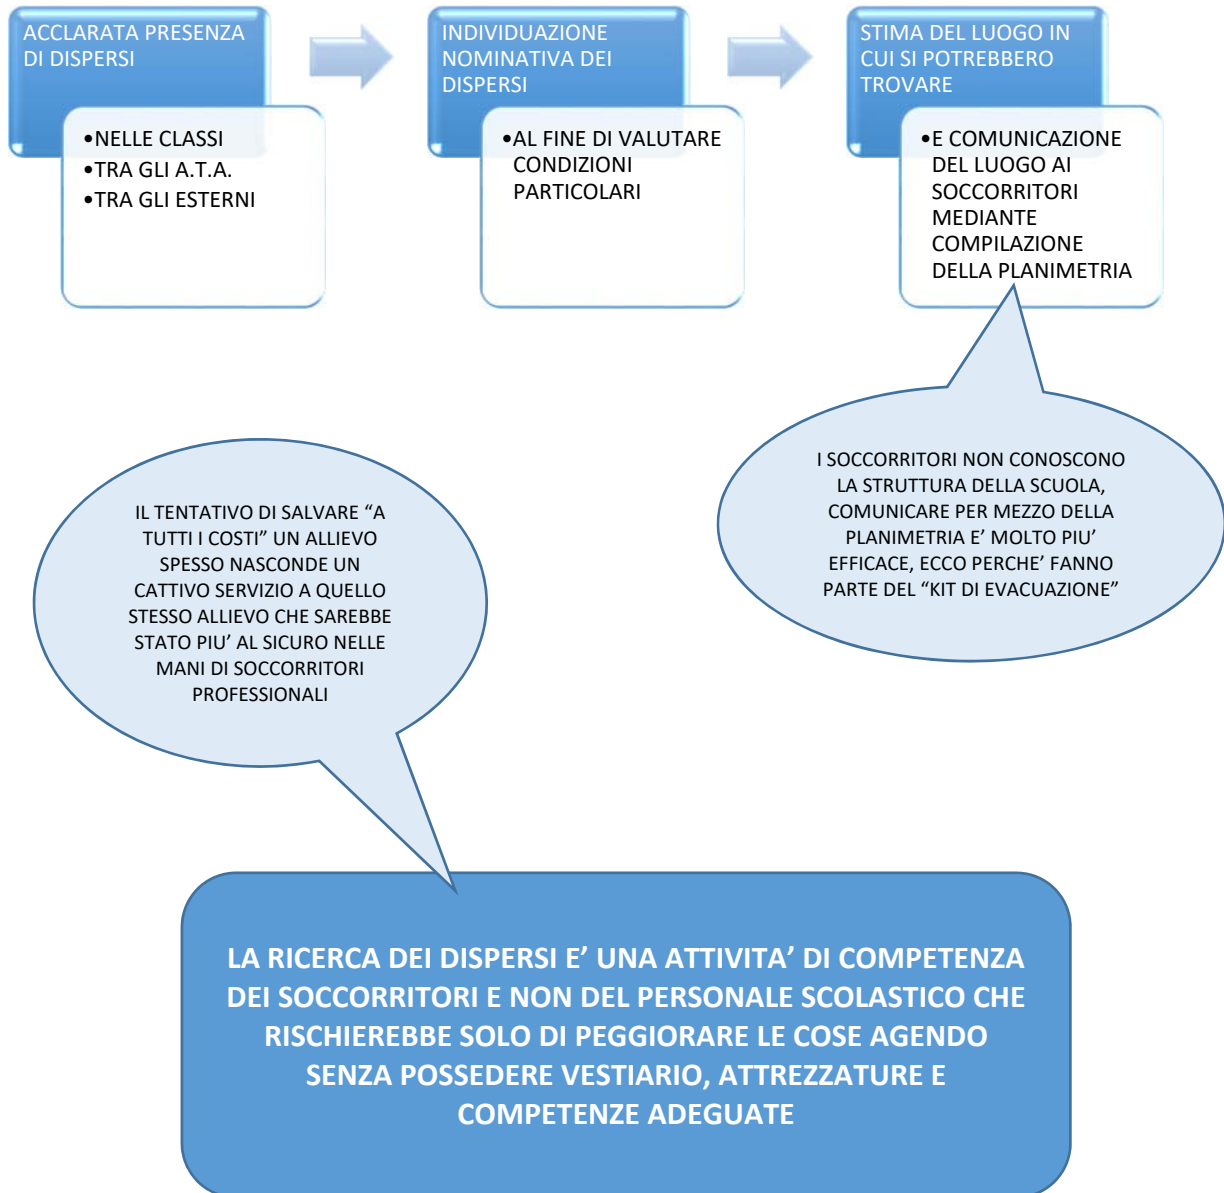 ACCLARATA PRESENZA
DI DISPERSI
•NELLE CLASSI
•TRA GLI A.T.A.
•TRA GLI ESTERNI
INDIVIDUAZIONE
NOMINATIVA DEI
DISPERSI
•AL FINE DI VALUTARE
CONDIZIONI
PARTICOLARI
STIMA DEL LUOGO IN
CUI SI POTREBBERO
TROVARE
•E COMUNICAZIONE
DEL LUOGO AI
SOCCORRITORI
MEDIANTE
COMPILAZIONE
DELLA PLANIMETRIA
I SOCCORRITORI NON CONOSCONO
LA STRUTTURA DELLA SCUOLA,
COMUNICARE PER MEZZO DELLA
PLANIMETRIA E’ MOLTO PIU’
EFFICACE, ECCO PERCHE’ FANNO
PARTE DEL “KIT DI EVACUAZIONE”
IL TENTATIVO DI SALVARE “A
TUTTI I COSTI” UN ALLIEVO
SPESSO NASCONDE UN
CATTIVO SERVIZIO A QUELLO
STESSO ALLIEVO CHE SAREBBE
STATO PIU’ AL SICURO NELLE
MANI DI SOCCORRITORI
PROFESSIONALI
LA RICERCA DEI DISPERSI E’ UNA ATTIVITA’ DI COMPETENZA
DEI SOCCORRITORI E NON DEL PERSONALE SCOLASTICO CHE
RISCHIEREBBE SOLO DI PEGGIORARE LE COSE AGENDO
SENZA POSSEDERE VESTIARIO, ATTREZZATURE E
COMPETENZE ADEGUATE